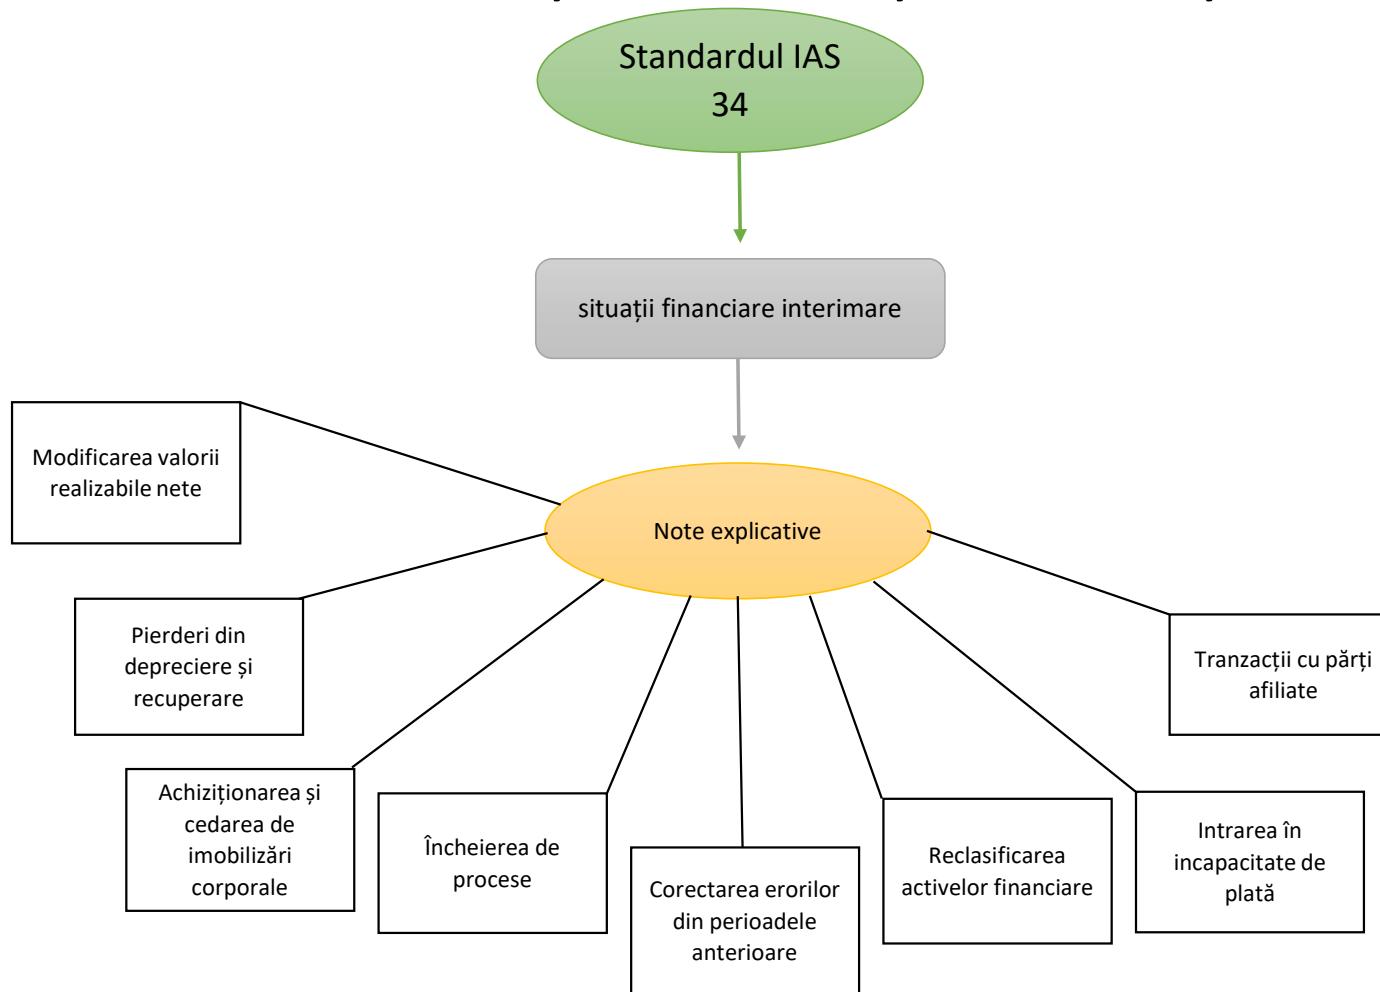 Standardul IAS
34
situații financiare interimare
Note explicative
Modificarea valorii
realizabile nete
Pierderi din
depreciere și
recuperare
Achiziționarea și
cedarea de
imobilizări
corporale
Încheierea de
procese
Corectarea erorilor
din perioadele
anterioare
Reclasificarea
activelor financiare
Intrarea în
incapacitate de
plată
Tranzacții cu părți
afiliate